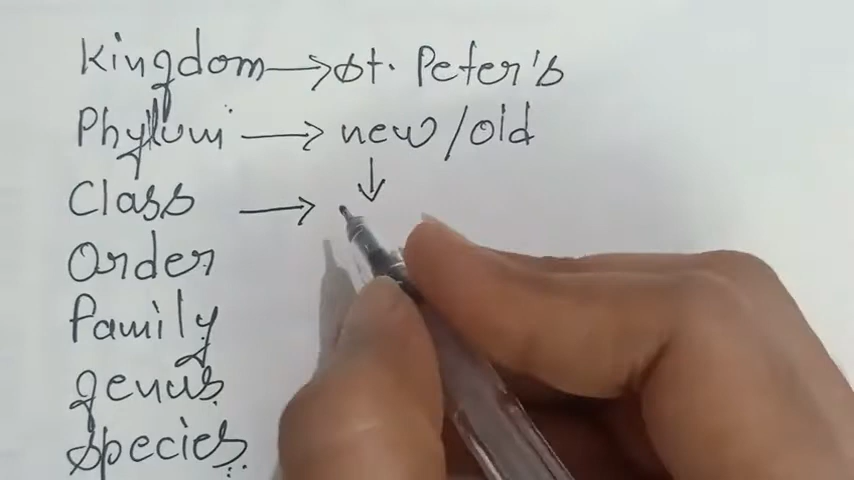 Kingdom → St. Peter's
Phylum → new/old
↓
Class →
Order
Family
genus
species